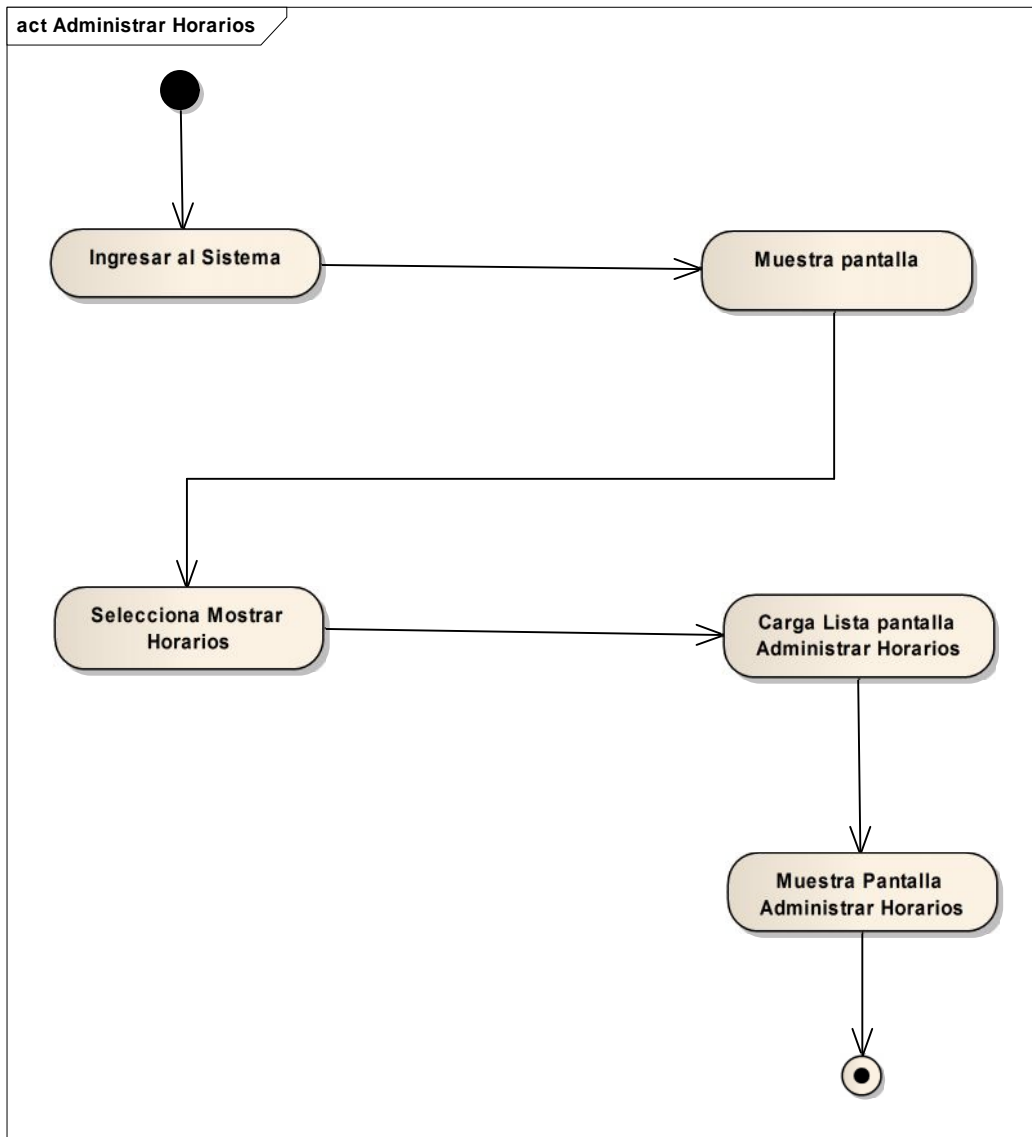 act Administrar Horarios
Ingresar al Sistema
Muestra pantalla
Selecciona Mostrar
Horarios
Carga Lista pantalla
Administrar Horarios
Muestra Pantalla
Administrar Horarios